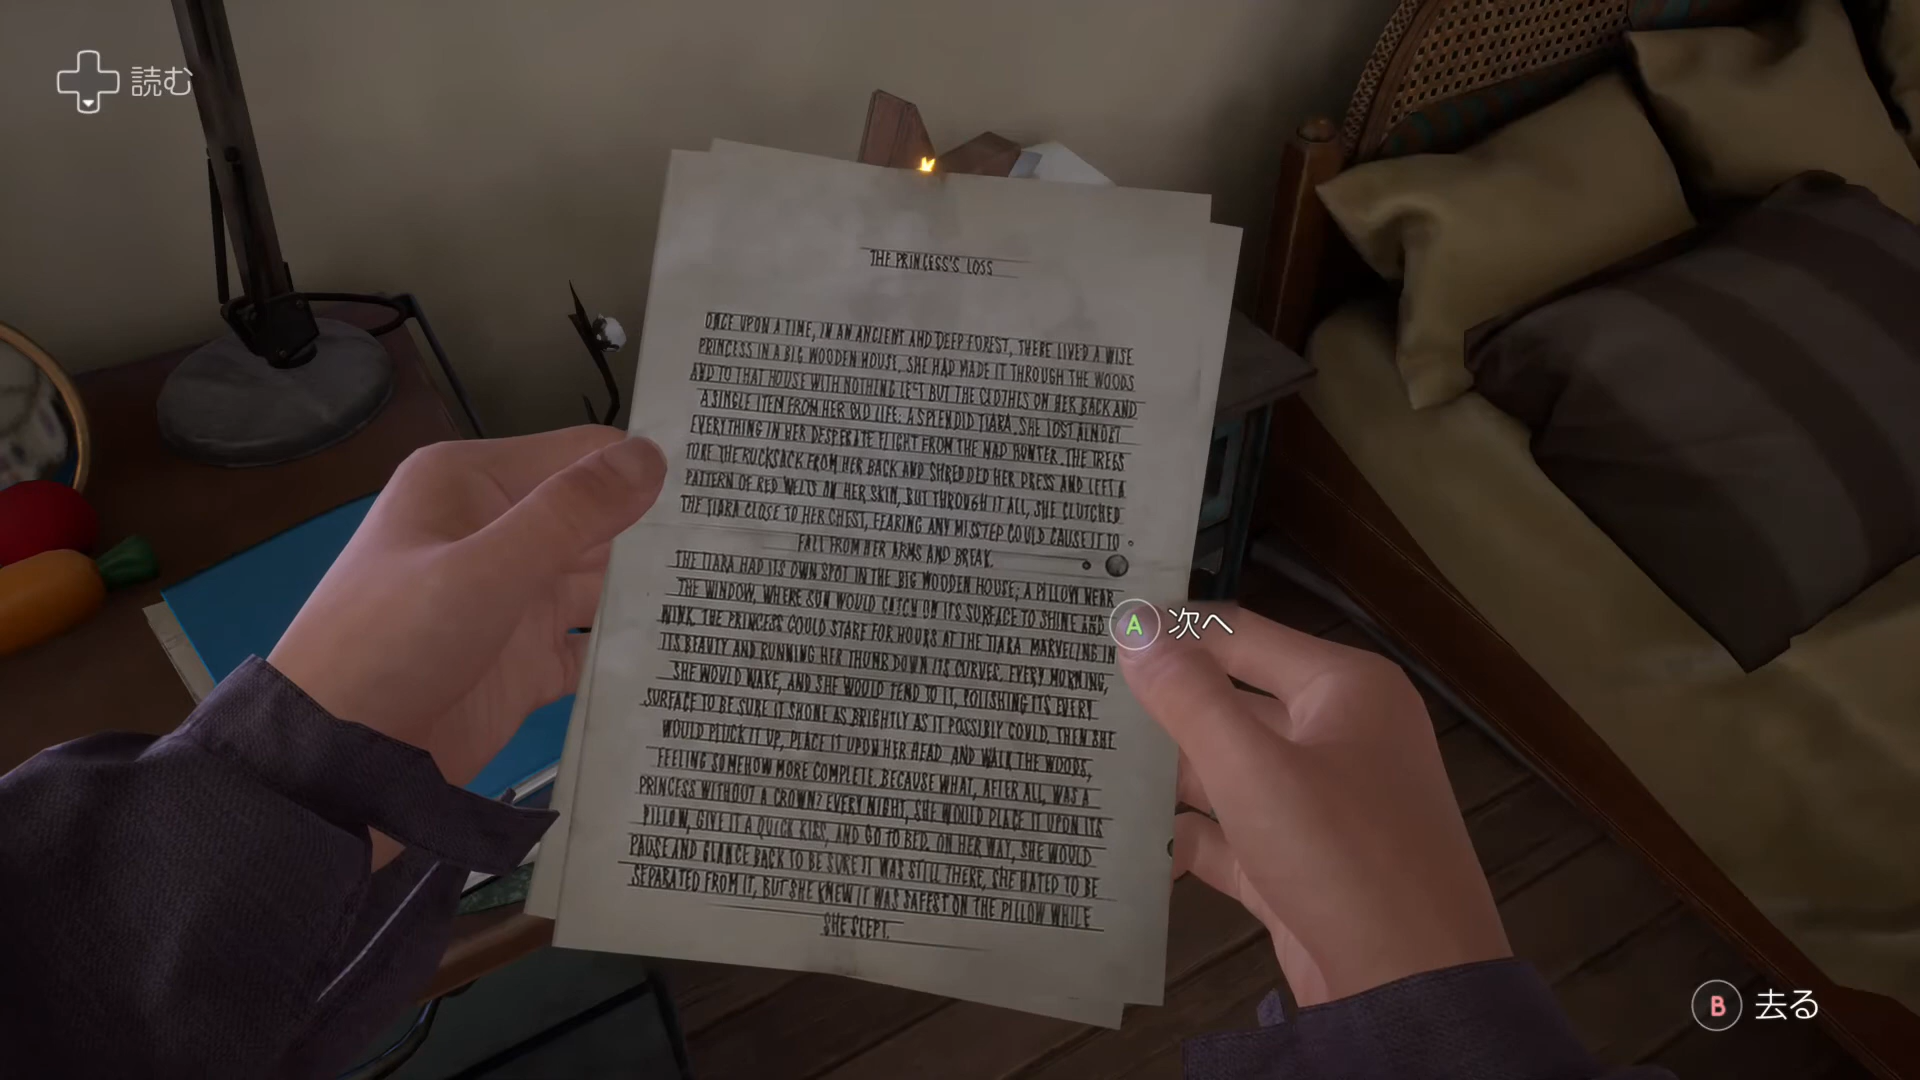 読む
THE PRINCESS'S LOSS
ONCE UPON A TIME, IN AN ANCIENT AND DEEP FOREST, THERE LIVED A WISE
PRINCESS IN A BIG WOODEN HOUSE, SHE HAD MADE IT THROUGH THE WOODS
AND TO THAT HOUSE WITH NOTHING LEFT BUT THE CLOTHES ON HER BACK AND
A SINGLE ITEM FROM HER OLD LIFE: A SPLENDID TIARA. SHE LOST ALMOST
EVERYTHING IN HER DESPERATE FLIGHT FROM THE MAD HUNTER. THE TREES
TORE THE RUCKSACK FROM HER BACK AND SHREDDED HER DRESS AND LEFT A
PATTERN OF RED WELTS ON HER SKIN, BUT THROUGH IT ALL, SHE CLUTCHED
THE TIARA CLOSE TO HER CHEST, FEARING ANY MISSTEP COULD CAUSE IT TO
FALL FROM HER ARMS AND BREAK.
THE TIARA HAD ITS OWN SPOT IN THE BIG WOODEN HOUSE; A PILLOW NEAR
THE WINDOW, WHERE SUN WOULD CATCH ON ITS SURFACE TO SHINE AND
WINK. THE PRINCESS COULD STARE FOR HOURS AT THE TIARA MARVELING IN
ITS BEAUTY AND RUNNING HER THUMB DOWN ITS CURVES. EVERY MORNING,
SHE WOULD WAKE, AND SHE WOULD TEND TO IT, POLISHING ITS EVERY
SURFACE TO BE SURE IT SHONE AS BRIGHTLY AS IT POSSIBLY COULD. THEN SHE
WOULD PLUCK IT UP, PLACE IT UPON HER HEAD, AND WALK THE WOODS,
FEELING SOMEHOW MORE COMPLETE. BECAUSE WHAT, AFTER ALL, WAS A
PRINCESS WITHOUT A CROWN? EVERY NIGHT, SHE WOULD PLACE IT UPON ITS
PILLOW, GIVE IT A QUICK KISS, AND GO TO BED. ON HER WAY, SHE WOULD
PAUSE AND GLANCE BACK TO BE SURE IT WAS STILL THERE, SHE HATED TO BE
SEPARATED FROM IT, BUT SHE KNEW IT WAS SAFEST ON THE PILLOW WHILE
SHE SLEPT.
A 次へ
B 去る